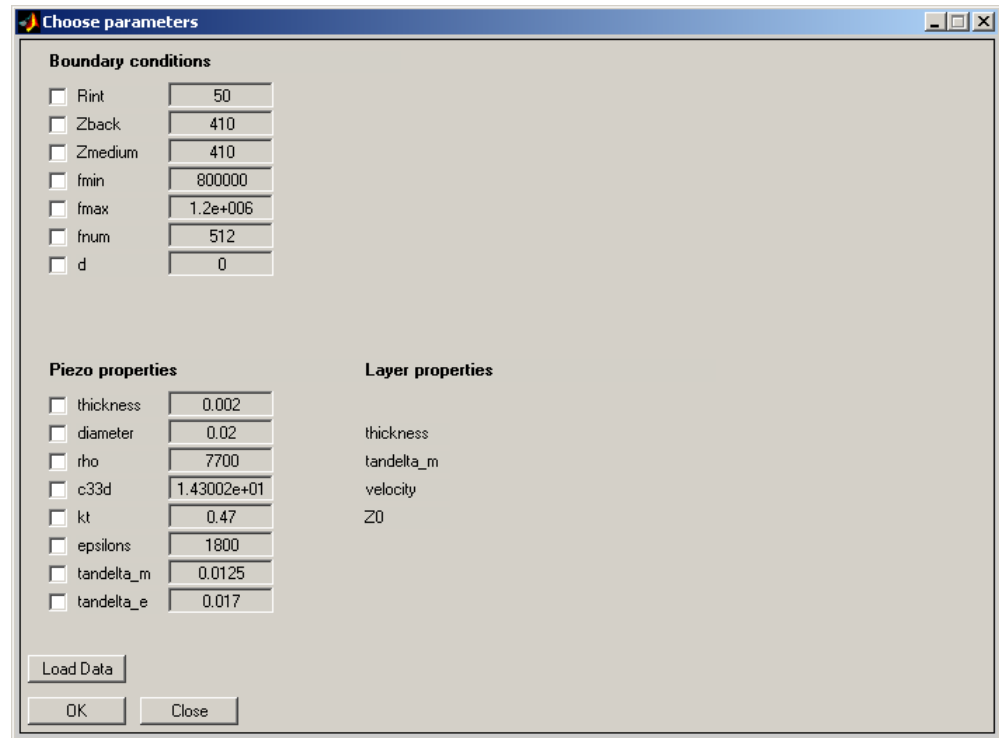 Choose parameters
Boundary conditions
Rint 50
Zback 410
Zmedium 410
fmin 800000
fmax 1.2e+006
fnum 512
d 0
Piezo properties Layer properties
thickness 0.002
diameter 0.02 thickness
rho 7700 tandelta_m
c33d 1.43002e+01 velocity
kt 0.47 Z0
epsilons 1800
tandelta_m 0.0125
tandelta_e 0.017
Load Data
OK Close